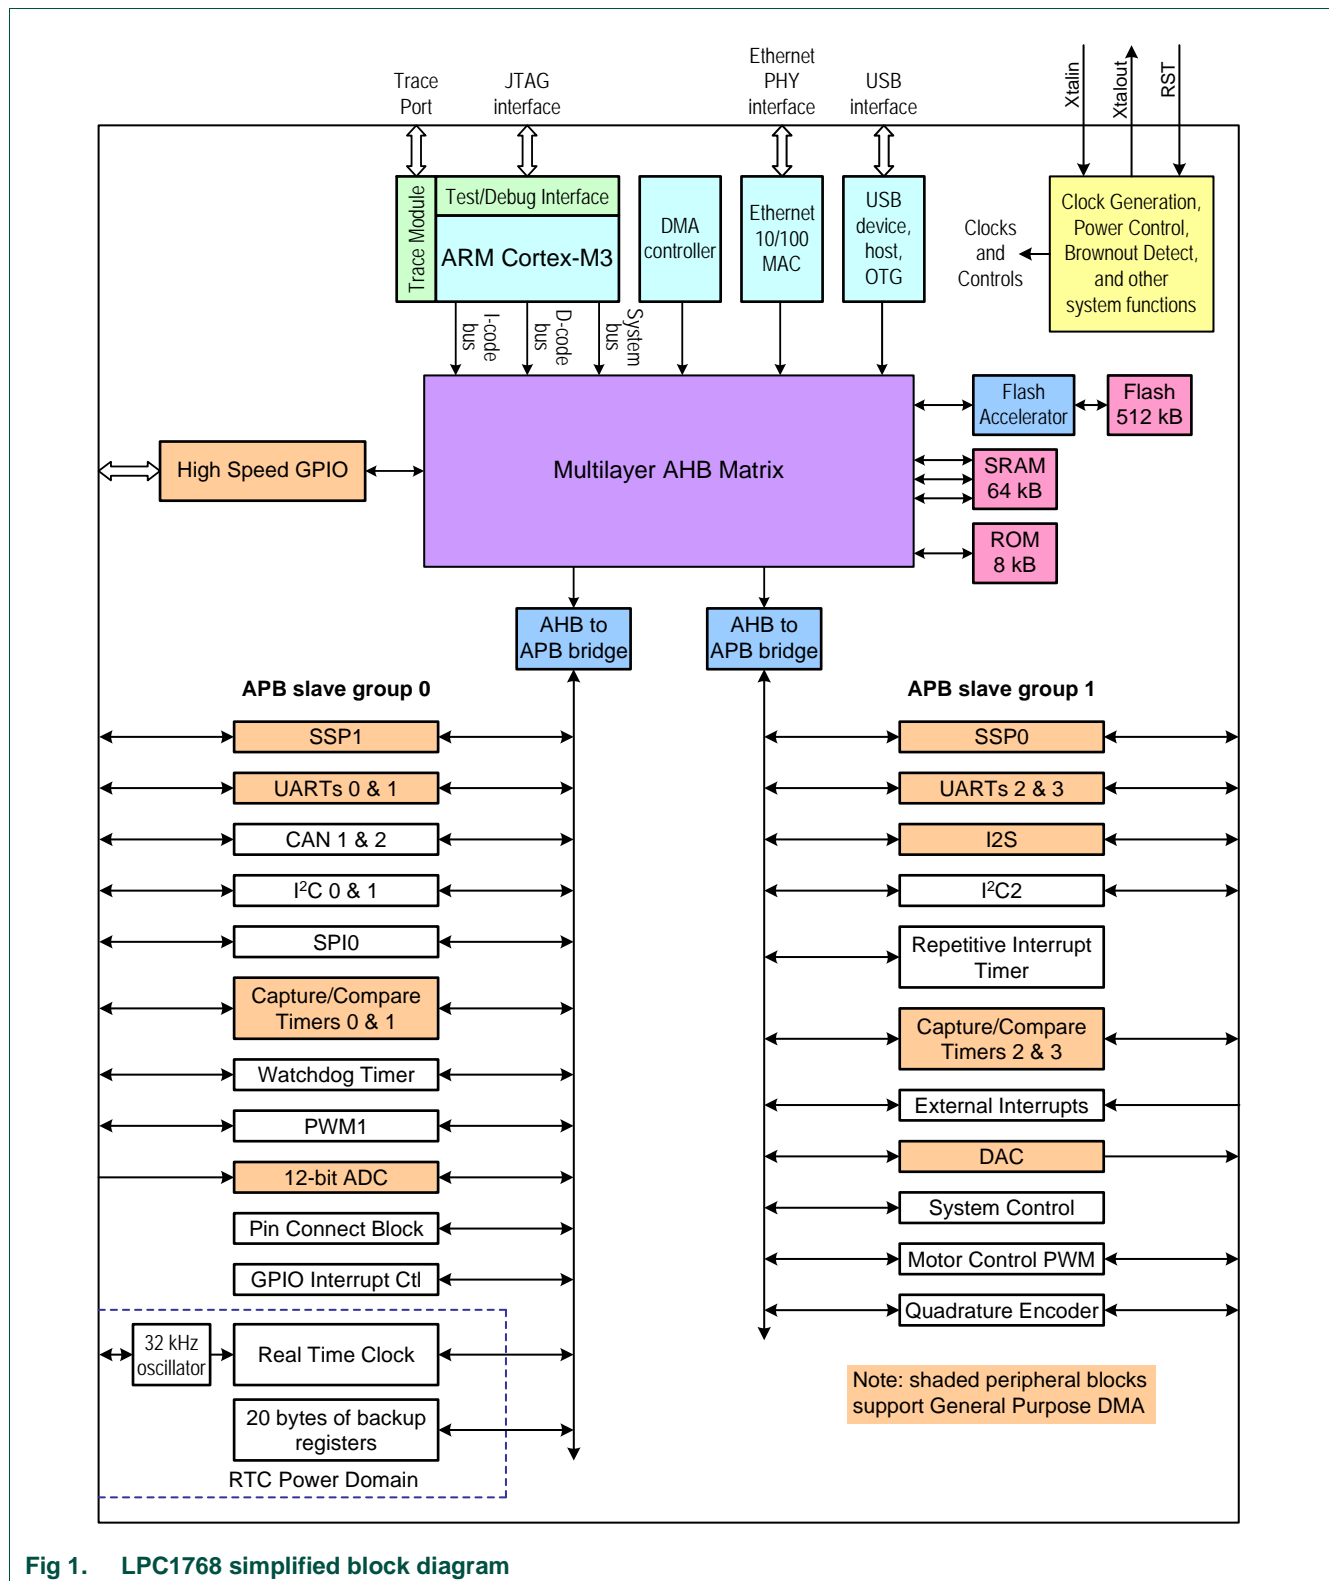 Trace
Port
JTAG
interface
Ethernet
PHY
interface
USB
interface
Xtalin
Xtalout
RST
Trace Module
Test/Debug Interface
ARM Cortex-M3
DMA
controller
Ethernet
10/100
MAC
USB
device,
host,
OTG
Clocks
and
Controls
Clock Generation,
Power Control,
Brownout Detect,
and other
system functions
I-code
bus
D-code
bus
System
bus
High Speed GPIO
Multilayer AHB Matrix
Flash
Accelerator
Flash
512 kB
SRAM
64 kB
ROM
8 kB
AHB to
APB bridge
AHB to
APB bridge
APB slave group 0
SSP1
UARTs 0 & 1
CAN 1 & 2
I²C 0 & 1
SPI0
Capture/Compare
Timers 0 & 1
Watchdog Timer
PWM1
12-bit ADC
Pin Connect Block
GPIO Interrupt Ctl
32 kHz
oscillator
Real Time Clock
20 bytes of backup
registers
RTC Power Domain
APB slave group 1
SSP0
UARTs 2 & 3
I2S
I²C2
Repetitive Interrupt
Timer
Capture/Compare
Timers 2 & 3
External Interrupts
DAC
System Control
Motor Control PWM
Quadrature Encoder
Note: shaded peripheral blocks
support General Purpose DMA
Fig 1. LPC1768 simplified block diagram